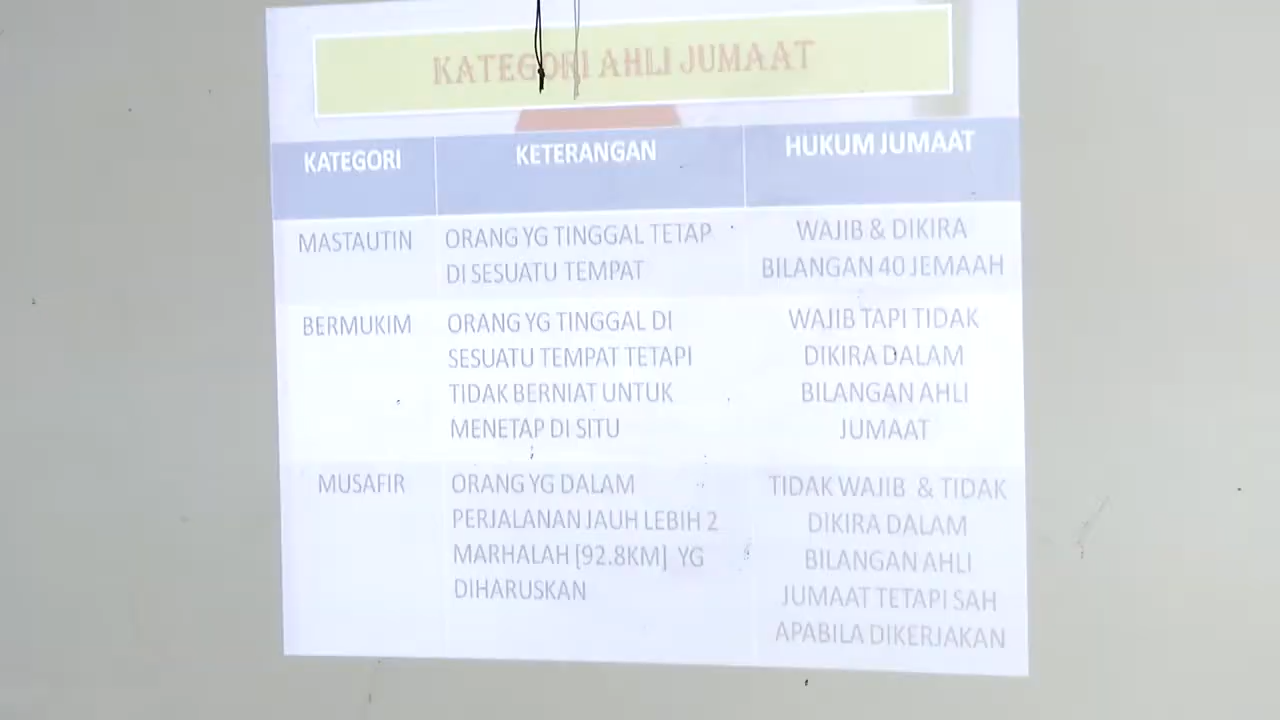 KATEGORI AHLI JUMAAT
KATEGORI
KETERANGAN
HUKUM JUMAAT
MASTAUTIN
ORANG YG TINGGAL TETAP
DI SESUATU TEMPAT
WAJIB & DIKIRA
BILANGAN 40 JEMAAH
BERMUKIM
ORANG YG TINGGAL DI
SESUATU TEMPAT TETAPI
TIDAK BERNIAT UNTUK
MENETAP DI SITU
WAJIB TAPI TIDAK
DIKIRA DALAM
BILANGAN AHLI
JUMAAT
MUSAFIR
ORANG YG DALAM
PERJALANAN JAUH LEBIH 2
MARHALAH [92.8KM] YG
DIHARUSKAN
TIDAK WAJIB & TIDAK
DIKIRA DALAM
BILANGAN AHLI
JUMAAT TETAPI SAH
APABILA DIKERJAKAN